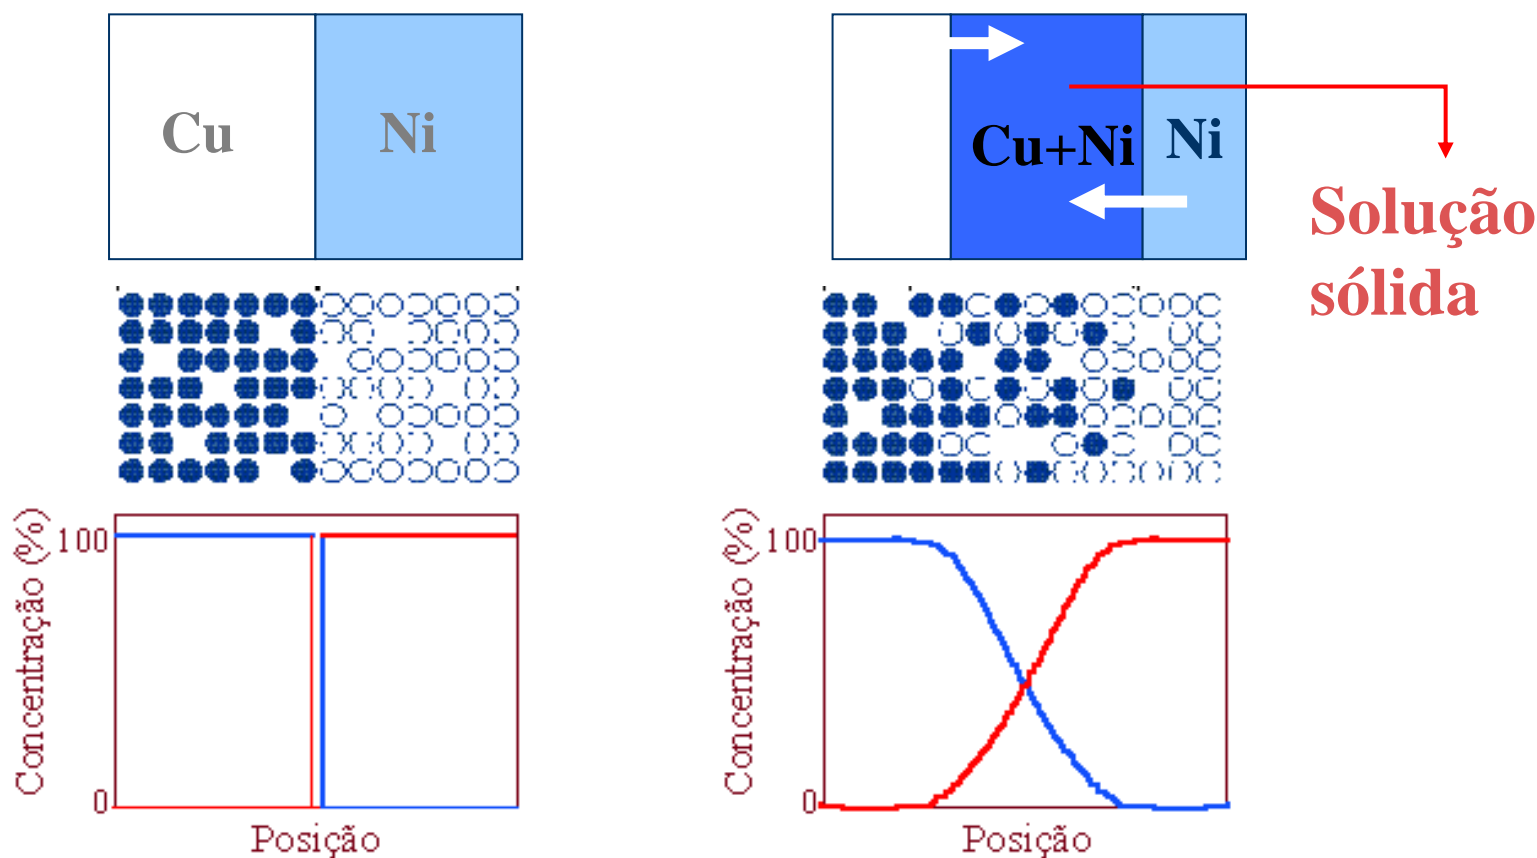 Cu
Ni
Cu+Ni
Ni
Solução
sólida
Concentração (%)
100
0
Posição
Concentração (%)
100
0
Posição